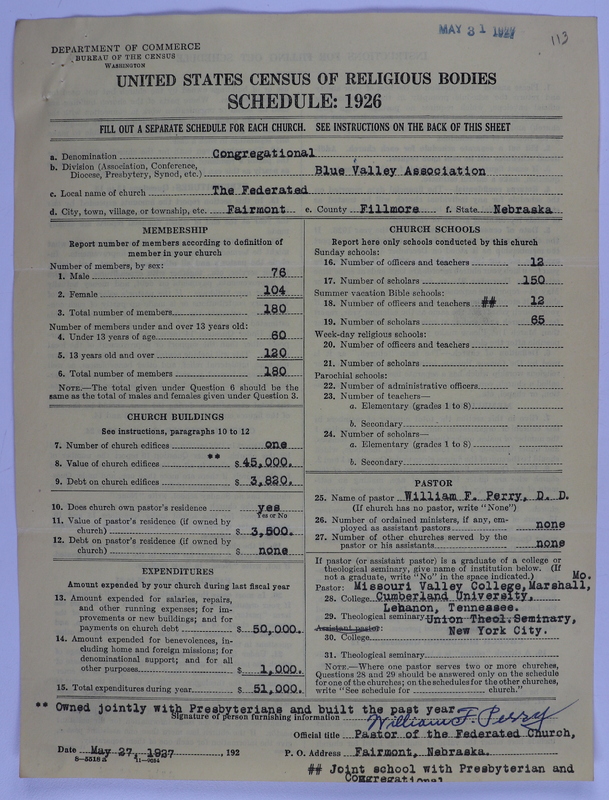 MAY 31 1927
113
DEPARTMENT OF COMMERCE
BUREAU OF THE CENSUS
WASHINGTON
UNITED STATES CENSUS OF RELIGIOUS BODIES
SCHEDULE: 1926
FILL OUT A SEPARATE SCHEDULE FOR EACH CHURCH. SEE INSTRUCTIONS ON THE BACK OF THIS SHEET
a. Denomination Congregational
b. Division (Association, Conference, Diocese, Presbytery, Synod, etc.) Blue Valley Association
c. Local name of church The Federated
d. City, town, village, or township, etc. Fairmont e. County Fillmore f. State Nebraska
MEMBERSHIP
Report number of members according to definition of
member in your church
Number of members, by sex:
1. Male 76
2. Female 104
3. Total number of members 180
Number of members under and over 13 years old:
4. Under 13 years of age 60
5. 13 years old and over 120
6. Total number of members 180
NOTE.—The total given under Question 6 should be
same as the total of males and females given under Question 3.
CHURCH BUILDINGS
See instructions, paragraphs 10 to 12
7. Number of church edifices one
8. Value of church edifices ** $ 45,000.
9. Debt on church edifices $ 3,820.
10. Does church own pastor's residence yes
Yes or No
11. Value of pastor's residence (if owned by
church) $ 3,500.
12. Debt on pastor's residence (if owned by
church) $ none
EXPENDITURES
Amount expended by your church during last fiscal year
13. Amount expended for salaries, repairs,
and other running expenses; for im-
provements or new buildings; and for
payments on church debt $ 50,000.
14. Amount expended for benevolences, in-
cluding home and foreign missions; for
denominational support; and for all
other purposes $ 1,000.
15. Total expenditures during year $ 51,000.
CHURCH SCHOOLS
Report here only schools conducted by this church
Sunday schools:
16. Number of officers and teachers 12
17. Number of scholars 150
Summer vacation Bible schools:
18. Number of officers and teachers ## 12
19. Number of scholars 65
Week-day religious schools:
20. Number of officers and teachers
21. Number of scholars
Parochial schools:
22. Number of administrative officers
23. Number of teachers—
a. Elementary (grades 1 to 8)
b. Secondary
24. Number of scholars—
a. Elementary (grades 1 to 8)
b. Secondary
PASTOR
25. Name of pastor William F. Perry, D. D.
(If church has no pastor, write "None")
26. Number of ordained ministers, if any, em-
ployed as assistant pastors none
27. Number of other churches served by the
pastor or his assistants none
If pastor (or assistant pastor) is a graduate of a college or
theological seminary, give name of institution below. (If
not a graduate, write "No" in the space indicated.) Mo.
Pastor: Missouri Valley College, Marshall,
28. College Cumberland University,
Lebanon, Tennessee.
29. Theological seminary Union Theol. Seminary,
Assistant pastor: New York City.
30. College
31. Theological seminary
NOTE.—Where one pastor serves two or more churches,
Questions 28 and 29 should be answered only on the schedule
for one of the churches; on the schedules for the other churches,
write "See schedule for church."
** Owned jointly with Presbyterians and built the past year
Signature of person furnishing information William F. Perry
Official title Pastor of the Federated Church,
Date May 27, 1927, 192 P. O. Address Fairmont, Nebraska.
8—5518a 11—9054
## Joint school with Presbyterian and
Congregational